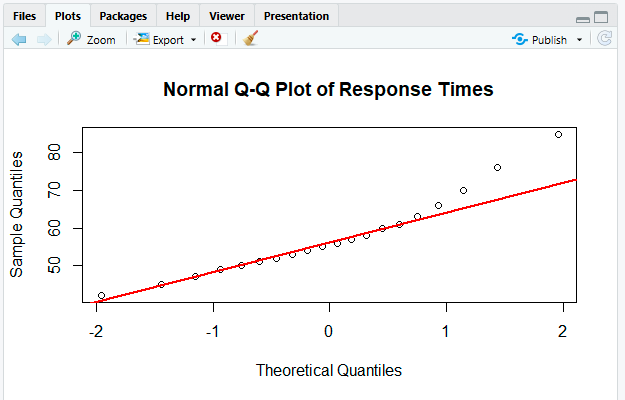 Files Plots Packages Help Viewer Presentation
Zoom Export Publish
Normal Q-Q Plot of Response Times
Sample Quantiles
80
70
60
50
-2 -1 0 1 2
Theoretical Quantiles